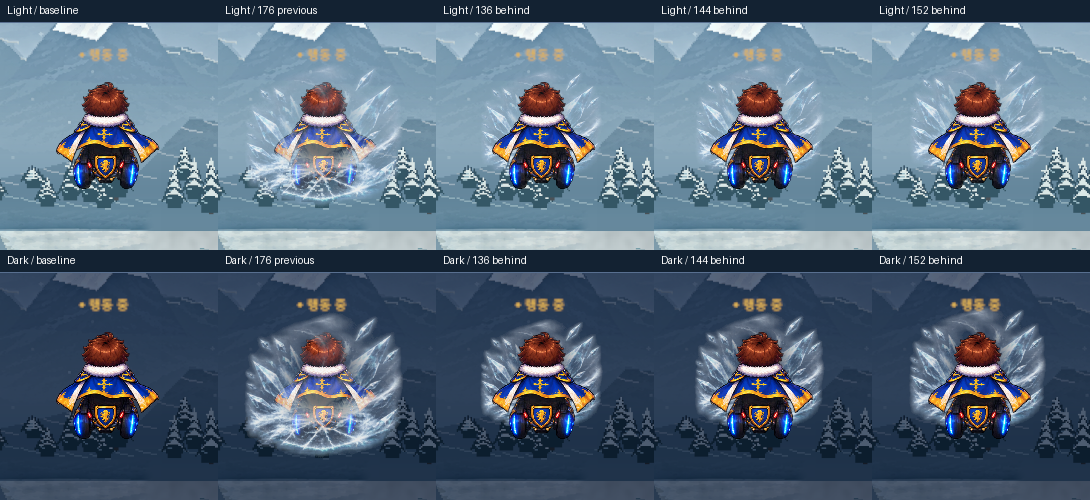 Light / baseline
Light / 176 previous
Light / 136 behind
Light / 144 behind
Light / 152 behind
행동 중
행동 중
행동 중
행동 중
행동 중
Dark / baseline
Dark / 176 previous
Dark / 136 behind
Dark / 144 behind
Dark / 152 behind
행동 중
행동 중
행동 중
행동 중
행동 중